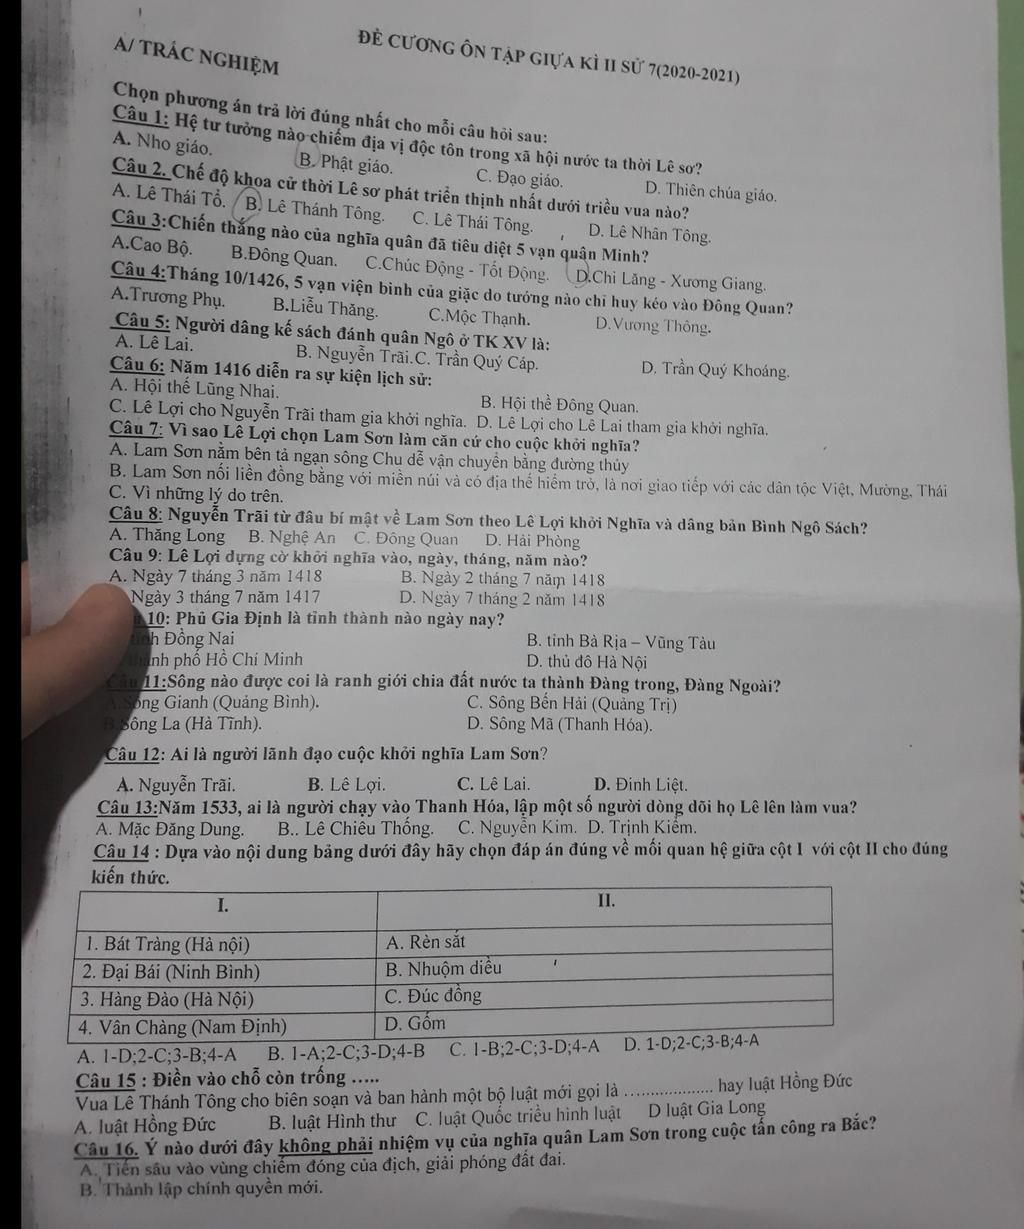 ĐỀ CƯƠNG ÔN TẬP GIỰA KÌ II SỬ 7(2020-2021)
A/ TRẮC NGHIỆM
Chọn phương án trả lời đúng nhất cho mỗi câu hỏi sau:
Câu 1: Hệ tư tưởng nào chiếm địa vị độc tôn trong xã hội nước ta thời Lê sơ?
A. Nho giáo. B. Phật giáo. C. Đạo giáo. D. Thiên chúa giáo.
Câu 2. Chế độ khoa cử thời Lê sơ phát triển thịnh nhất dưới triều vua nào?
A. Lê Thái Tổ. B. Lê Thánh Tông. C. Lê Thái Tông. D. Lê Nhân Tông.
Câu 3:Chiến thắng nào của nghĩa quân đã tiêu diệt 5 vạn quân Minh?
A.Cao Bộ. B.Đông Quan. C.Chúc Động - Tốt Động. D.Chi Lăng - Xương Giang.
Câu 4:Tháng 10/1426, 5 vạn viện binh của giặc do tướng nào chỉ huy kéo vào Đông Quan?
A.Trương Phụ. B.Liễu Thăng. C.Mộc Thạnh. D.Vương Thông.
Câu 5: Người dâng kế sách đánh quân Ngô ở TK XV là:
A. Lê Lai. B. Nguyễn Trãi.C. Trần Quý Cáp. D. Trần Quý Khoáng.
Câu 6: Năm 1416 diễn ra sự kiện lịch sử:
A. Hội thề Lũng Nhai. B. Hội thề Đông Quan.
C. Lê Lợi cho Nguyễn Trãi tham gia khởi nghĩa. D. Lê Lợi cho Lê Lai tham gia khởi nghĩa.
Câu 7: Vì sao Lê Lợi chọn Lam Sơn làm căn cứ cho cuộc khởi nghĩa?
A. Lam Sơn nằm bên tả ngạn sông Chu dễ vận chuyển bằng đường thủy
B. Lam Sơn nối liền đồng bằng với miền núi và có địa thế hiểm trở, là nơi giao tiếp với các dân tộc Việt, Mường, Thái
C. Vì những lý do trên.
Câu 8: Nguyễn Trãi từ đâu bí mật về Lam Sơn theo Lê Lợi khởi Nghĩa và dâng bản Bình Ngô Sách?
A. Thăng Long B. Nghệ An C. Đông Quan D. Hải Phòng
Câu 9: Lê Lợi dựng cờ khởi nghĩa vào, ngày, tháng, năm nào?
A. Ngày 7 tháng 3 năm 1418 B. Ngày 2 tháng 7 năm 1418
Ngày 3 tháng 7 năm 1417 D. Ngày 7 tháng 2 năm 1418
10: Phủ Gia Định là tỉnh thành nào ngày nay?
tỉnh Đồng Nai B. tỉnh Bà Rịa – Vũng Tàu
thành phố Hồ Chí Minh D. thủ đô Hà Nội
Câu 11:Sông nào được coi là ranh giới chia đất nước ta thành Đàng trong, Đàng Ngoài?
A.Sông Gianh (Quảng Bình). C. Sông Bến Hải (Quảng Trị)
B.Sông La (Hà Tĩnh). D. Sông Mã (Thanh Hóa).
Câu 12: Ai là người lãnh đạo cuộc khởi nghĩa Lam Sơn?
A. Nguyễn Trãi. B. Lê Lợi. C. Lê Lai. D. Đinh Liệt.
Câu 13:Năm 1533, ai là người chạy vào Thanh Hóa, lập một số người dòng dõi họ Lê lên làm vua?
A. Mặc Đăng Dung. B.. Lê Chiêu Thống. C. Nguyễn Kim. D. Trịnh Kiểm.
Câu 14 : Dựa vào nội dung bảng dưới đây hãy chọn đáp án đúng về mối quan hệ giữa cột I với cột II cho đúng
kiến thức.
I. II.
1. Bát Tràng (Hà nội) A. Rèn sắt
2. Đại Bái (Ninh Bình) B. Nhuộm điều
3. Hàng Đào (Hà Nội) C. Đúc đồng
4. Vân Chàng (Nam Định) D. Gốm
A. 1-D;2-C;3-B;4-A B. 1-A;2-C;3-D;4-B C. 1-B;2-C;3-D;4-A D. 1-D;2-C;3-B;4-A
Câu 15 : Điền vào chỗ còn trống …..
Vua Lê Thánh Tông cho biên soạn và ban hành một bộ luật mới gọi là ................... hay luật Hồng Đức
A. luật Hồng Đức B. luật Hình thư C. luật Quốc triều hình luật D luật Gia Long
Câu 16. Ý nào dưới đây không phải nhiệm vụ của nghĩa quân Lam Sơn trong cuộc tấn công ra Bắc?
A. Tiến sâu vào vùng chiếm đóng của địch, giải phóng đất đai.
B. Thành lập chính quyền mới.